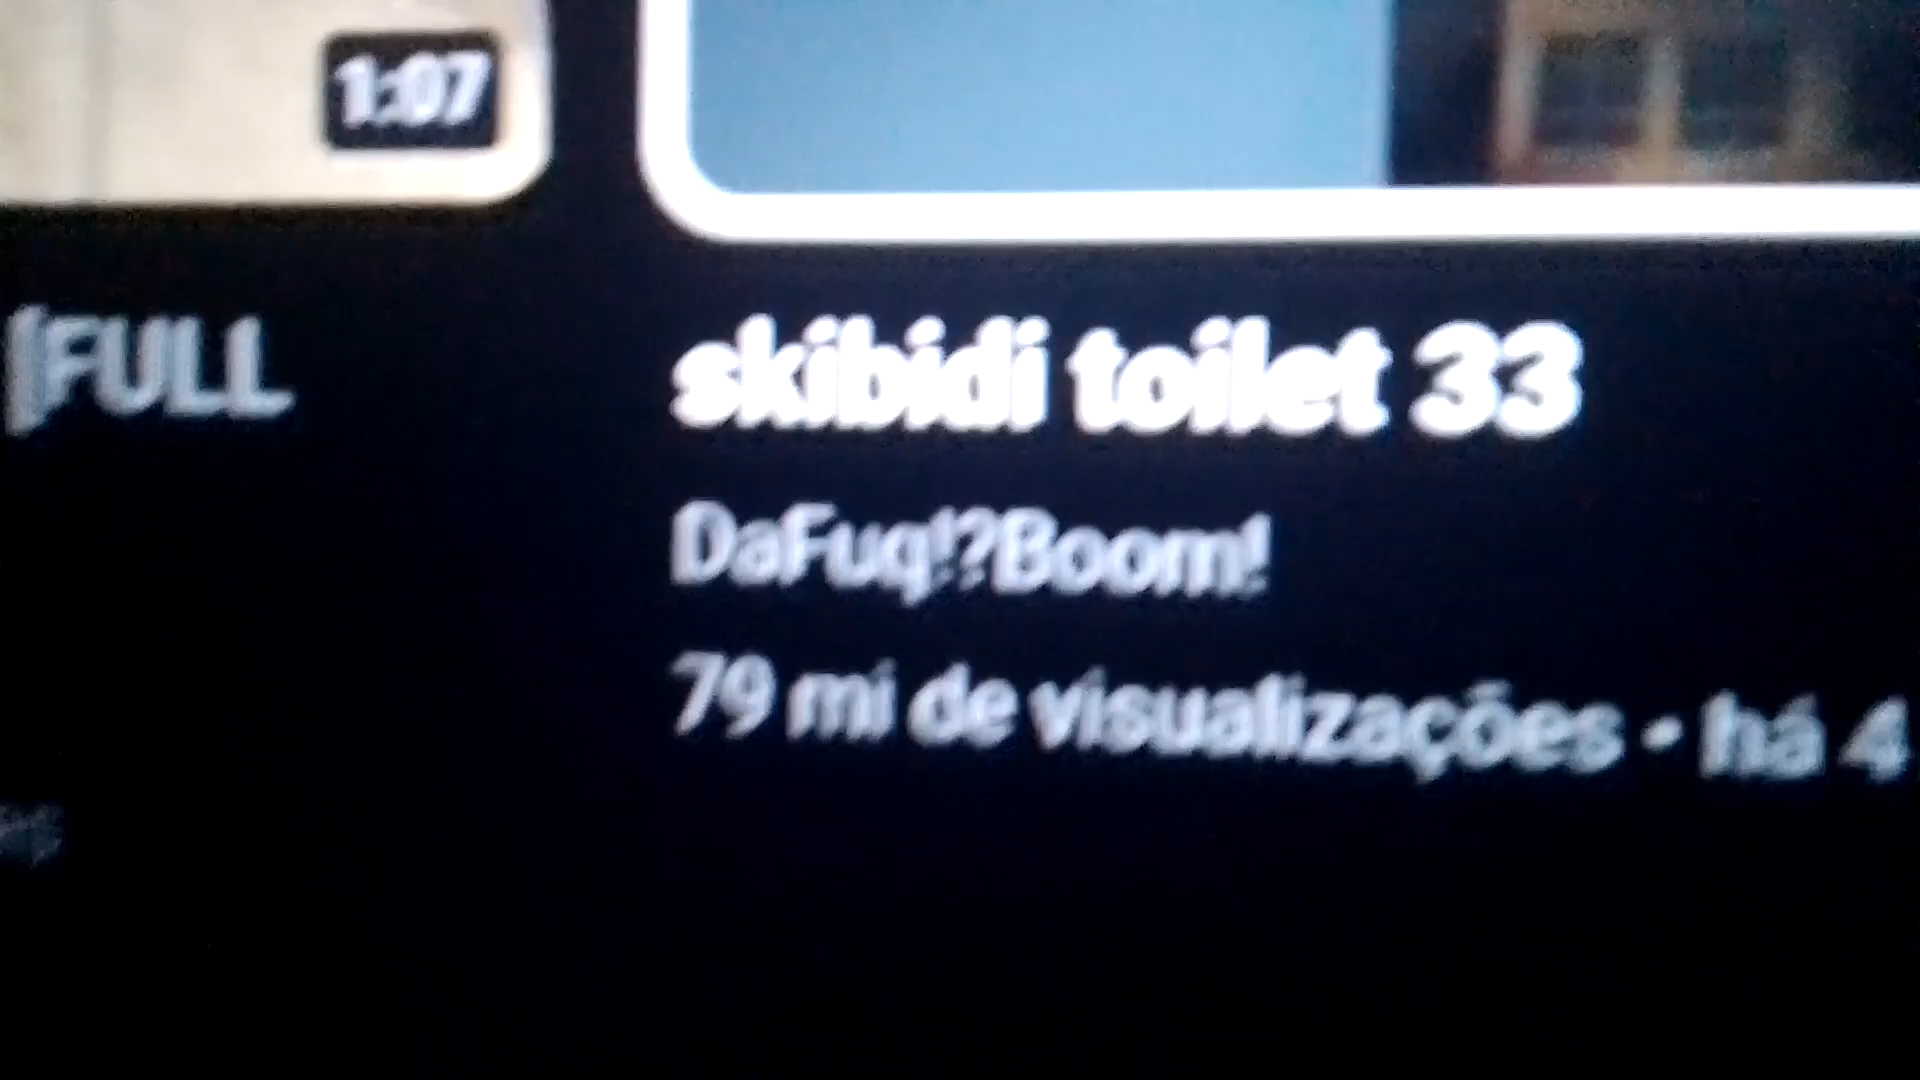 1:07
[FULL
skibidi toilet 33
DaFuq!?Boom!
79 mi de visualizações • há 4